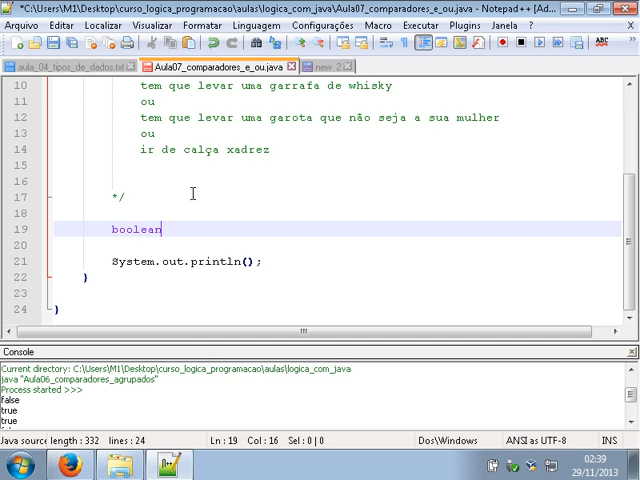 *C:\Users\M1\Desktop\curso_logica_programacao\aulas\logica_com_java\Aula07_comparadores_e_ou.java - Notepad++ [Ad...
Arquivo Editar Localizar Visualizar Formatar Linguagem Configurações Macro Executar Plugins Janela ? X
aula_04_tipos_de_dados.txt Aula07_comparadores_e_ou.java new 2
10 tem que levar uma garrafa de whisky
11 ou
12 tem que levar uma garota que não seja a sua mulher
13 ou
14 ir de calça xadrez
15
16
17 */
18
19 boolean
20
21 System.out.println();
22 }
23
24 }
Console
Current directory: C:\Users\M1\Desktop\curso_logica_programacao\aulas\logica_com_java
java "Aula06_comparadores_agrupados"
Process started >>>
false
true
true
Java source length : 332 lines : 24 Ln : 19 Col : 16 Sel : 0 | 0 Dos\Windows ANSI as UTF-8 INS
02:39
29/11/2013